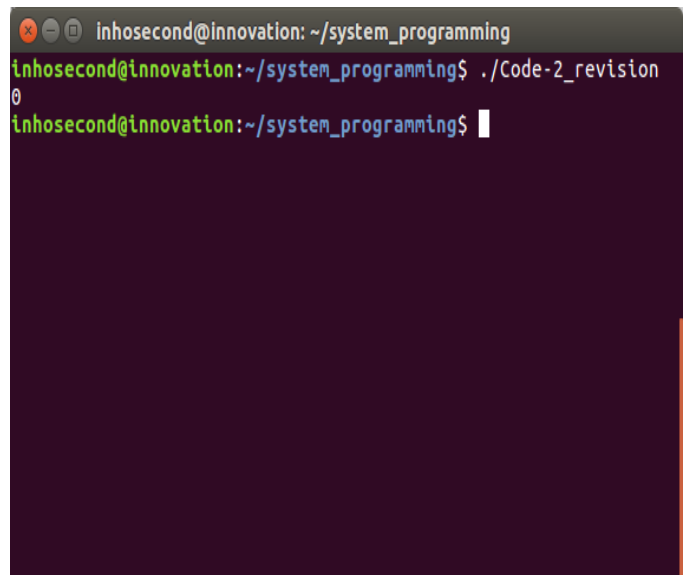 inhosecond@innovation: ~/system_programming
inhosecond@innovation:~/system_programming$ ./Code-2_revision
0
inhosecond@innovation:~/system_programming$